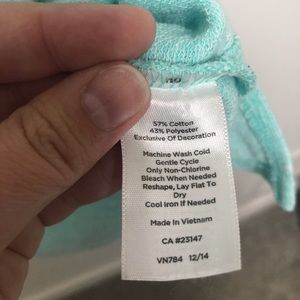 57% Cotton
43% Polyester
Exclusive Of Decoration
Machine Wash Cold
Gentle Cycle
Only Non-Chlorine
Bleach When Needed
Reshape, Lay Flat To
Dry
Cool Iron If Needed
Made In Vietnam
CA #23147
VN784 12/14